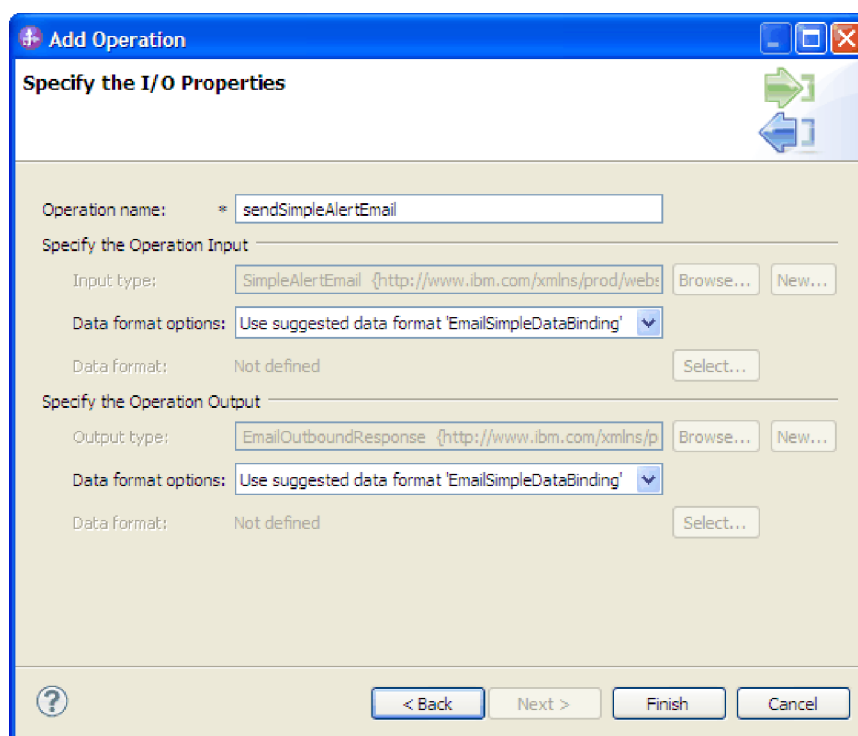 Add Operation
Specify the I/O Properties
Operation name: * sendSimpleAlertEmail
Specify the Operation Input
Input type: SimpleAlertEmail {http://www.ibm.com/xmlns/prod/webs Browse... New...
Data format options: Use suggested data format 'EmailSimpleDataBinding'
Data format: Not defined Select...
Specify the Operation Output
Output type: EmailOutboundResponse {http://www.ibm.com/xmlns/p Browse... New...
Data format options: Use suggested data format 'EmailSimpleDataBinding'
Data format: Not defined Select...
? < Back Next > Finish Cancel